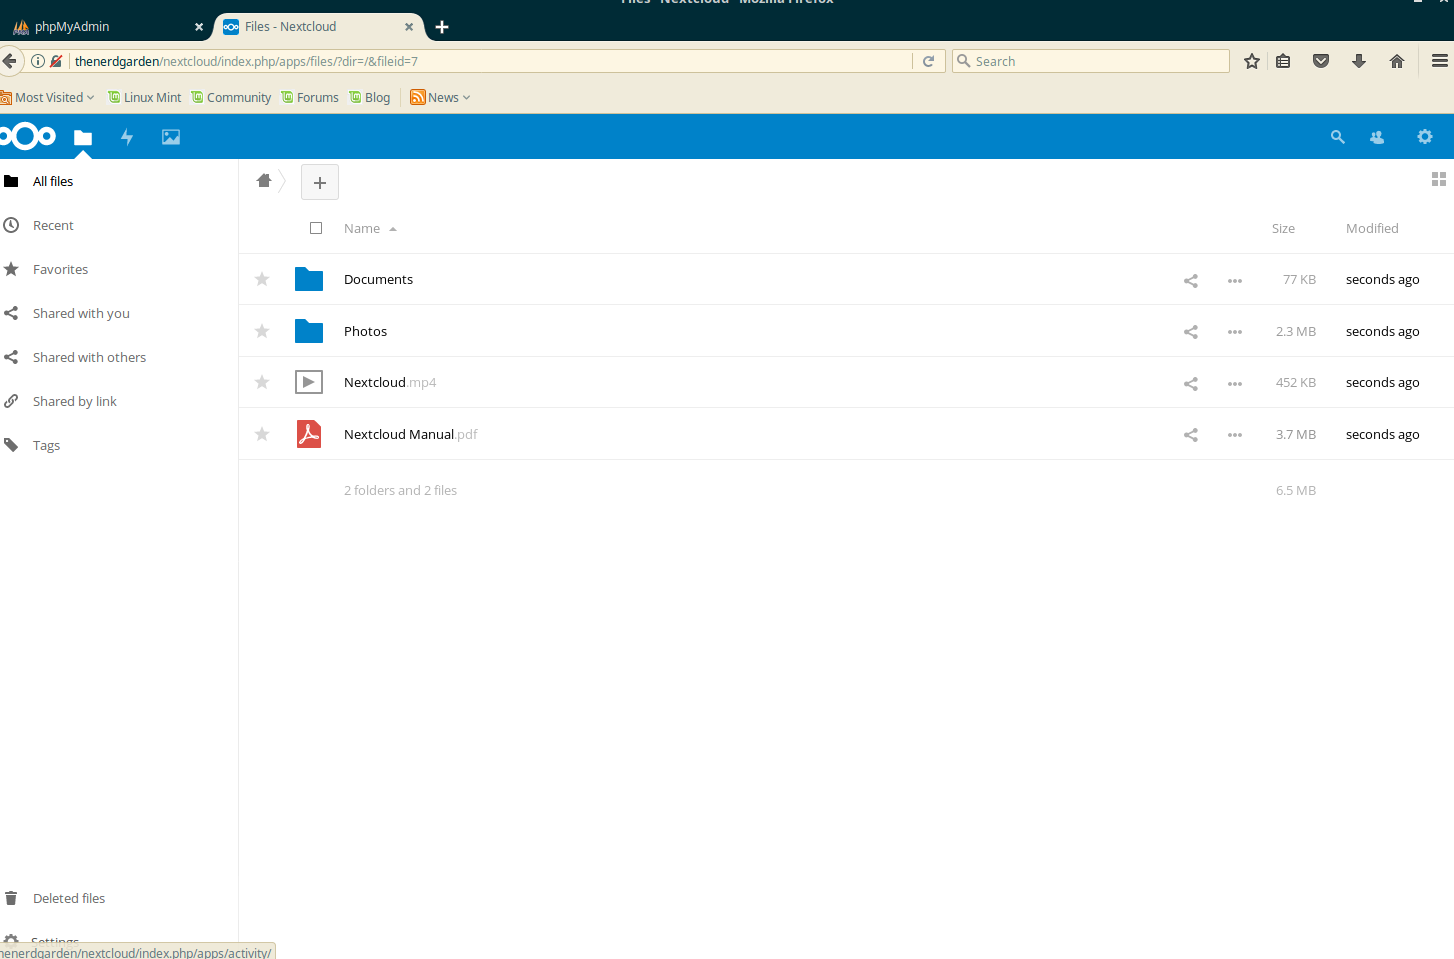 Files - Nextcloud - Mozilla Firefox
phpMyAdmin
Files - Nextcloud
thenerdgarden/nextcloud/index.php/apps/files/?dir=/&fileid=7
Search
Most Visited
Linux Mint
Community
Forums
Blog
News
All files
Recent
Favorites
Shared with you
Shared with others
Shared by link
Tags
Name Size Modified
Documents 77 KB seconds ago
Photos 2.3 MB seconds ago
Nextcloud.mp4 452 KB seconds ago
Nextcloud Manual.pdf 3.7 MB seconds ago
2 folders and 2 files 6.5 MB
Deleted files
Settings
henerdgarden/nextcloud/index.php/apps/activity/